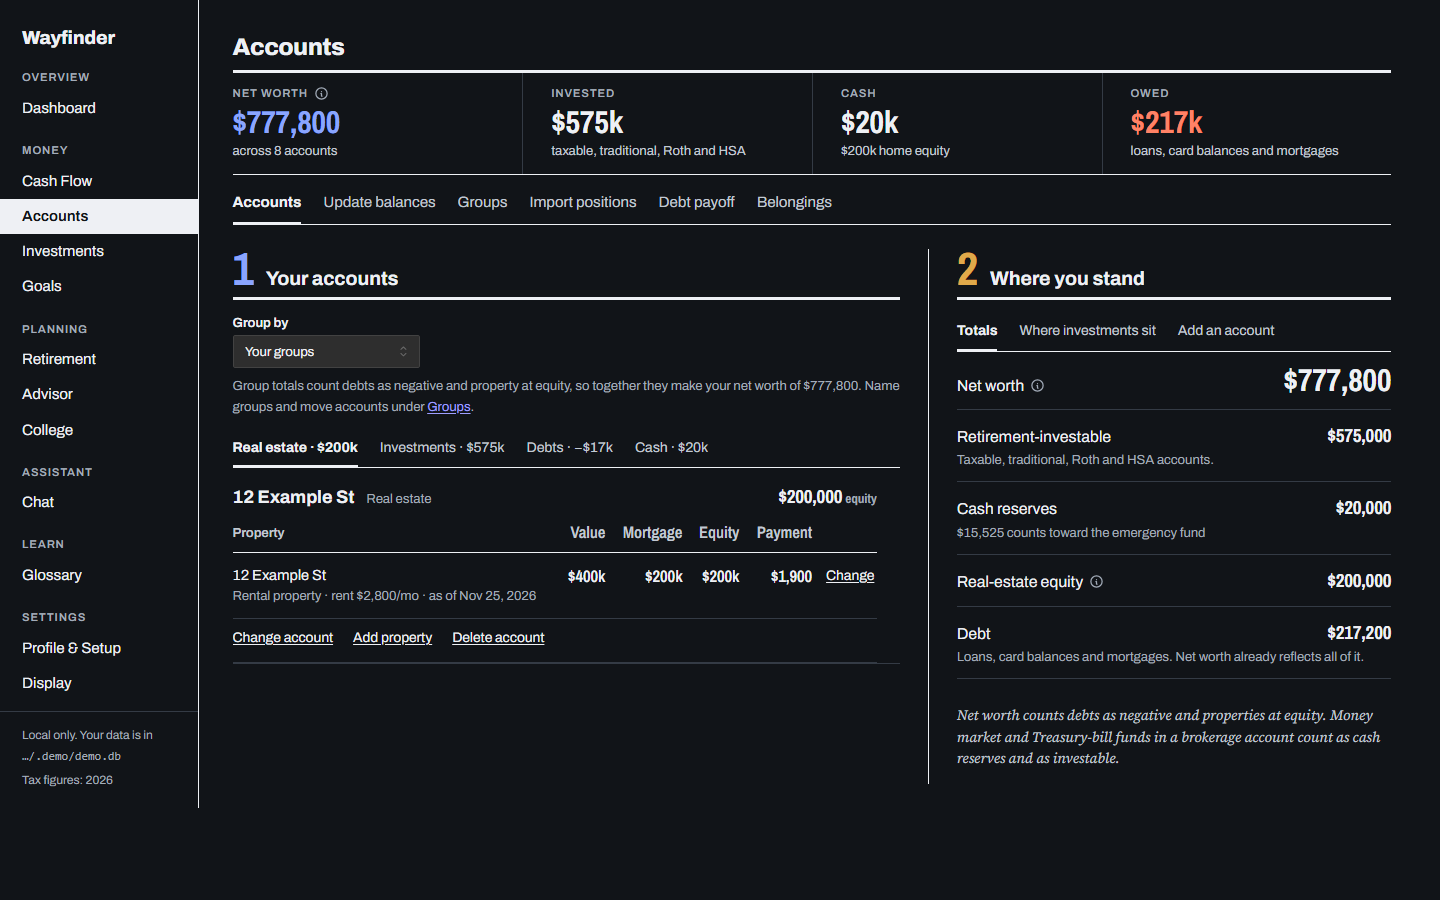 Wayfinder
OVERVIEW
Dashboard
MONEY
Cash Flow
Accounts
Investments
Goals
PLANNING
Retirement
Advisor
College
ASSISTANT
Chat
LEARN
Glossary
SETTINGS
Profile & Setup
Display
Local only. Your data is in
…/.demo/demo.db
Tax figures: 2026
Accounts
NET WORTH
$777,800
across 8 accounts
INVESTED
$575k
taxable, traditional, Roth and HSA
CASH
$20k
$200k home equity
OWED
$217k
loans, card balances and mortgages
Accounts Update balances Groups Import positions Debt payoff Belongings
1 Your accounts
Group by
Your groups
Group totals count debts as negative and property at equity, so together they make your net worth of $777,800. Name
groups and move accounts under Groups.
Real estate · $200k Investments · $575k Debts · −$17k Cash · $20k
12 Example St Real estate $200,000 equity
Property Value Mortgage Equity Payment
12 Example St $400k $200k $200k $1,900 Change
Rental property · rent $2,800/mo · as of Nov 25, 2026
Change account Add property Delete account
2 Where you stand
Totals Where investments sit Add an account
Net worth $777,800
Retirement-investable $575,000
Taxable, traditional, Roth and HSA accounts.
Cash reserves $20,000
$15,525 counts toward the emergency fund
Real-estate equity $200,000
Debt $217,200
Loans, card balances and mortgages. Net worth already reflects all of it.
Net worth counts debts as negative and properties at equity. Money
market and Treasury-bill funds in a brokerage account count as cash
reserves and as investable.